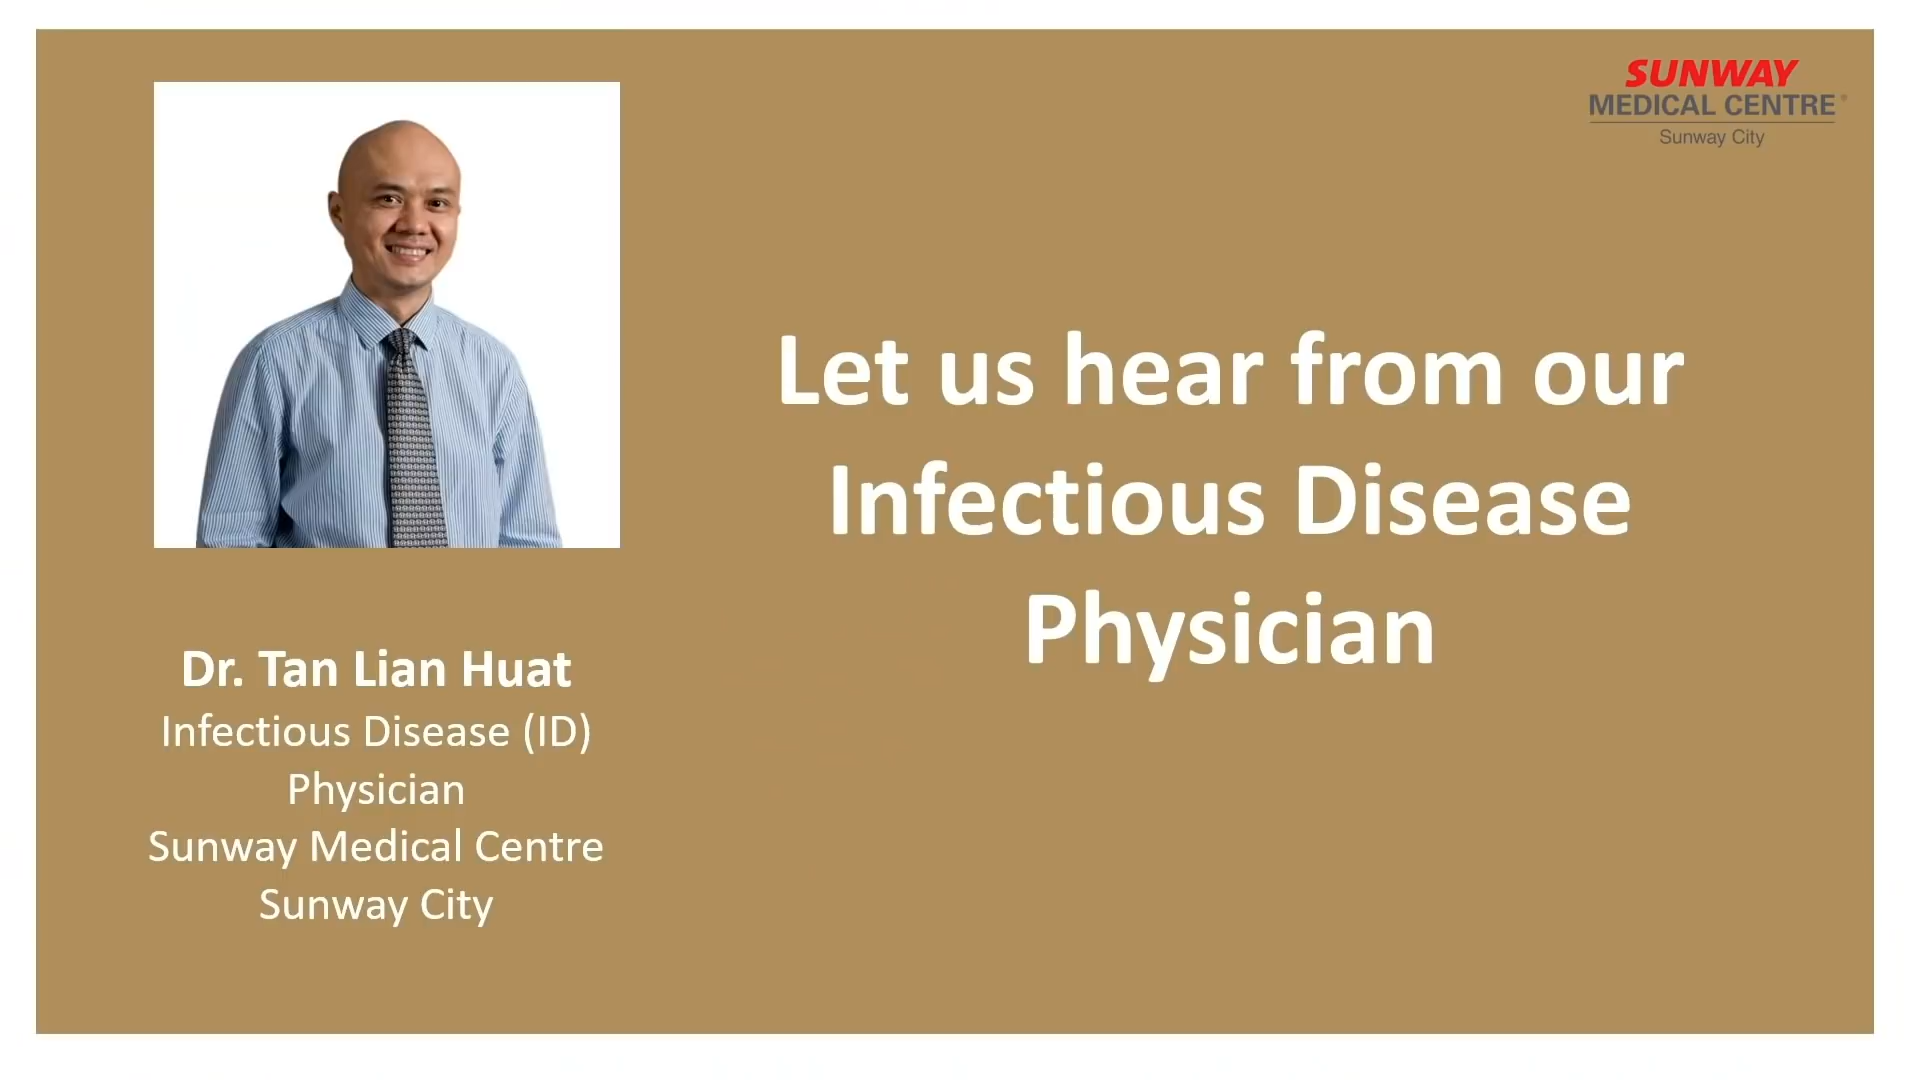 SUNWAY
MEDICAL CENTRE®
Sunway City
Let us hear from our
Infectious Disease
Physician
Dr. Tan Lian Huat
Infectious Disease (ID)
Physician
Sunway Medical Centre
Sunway City